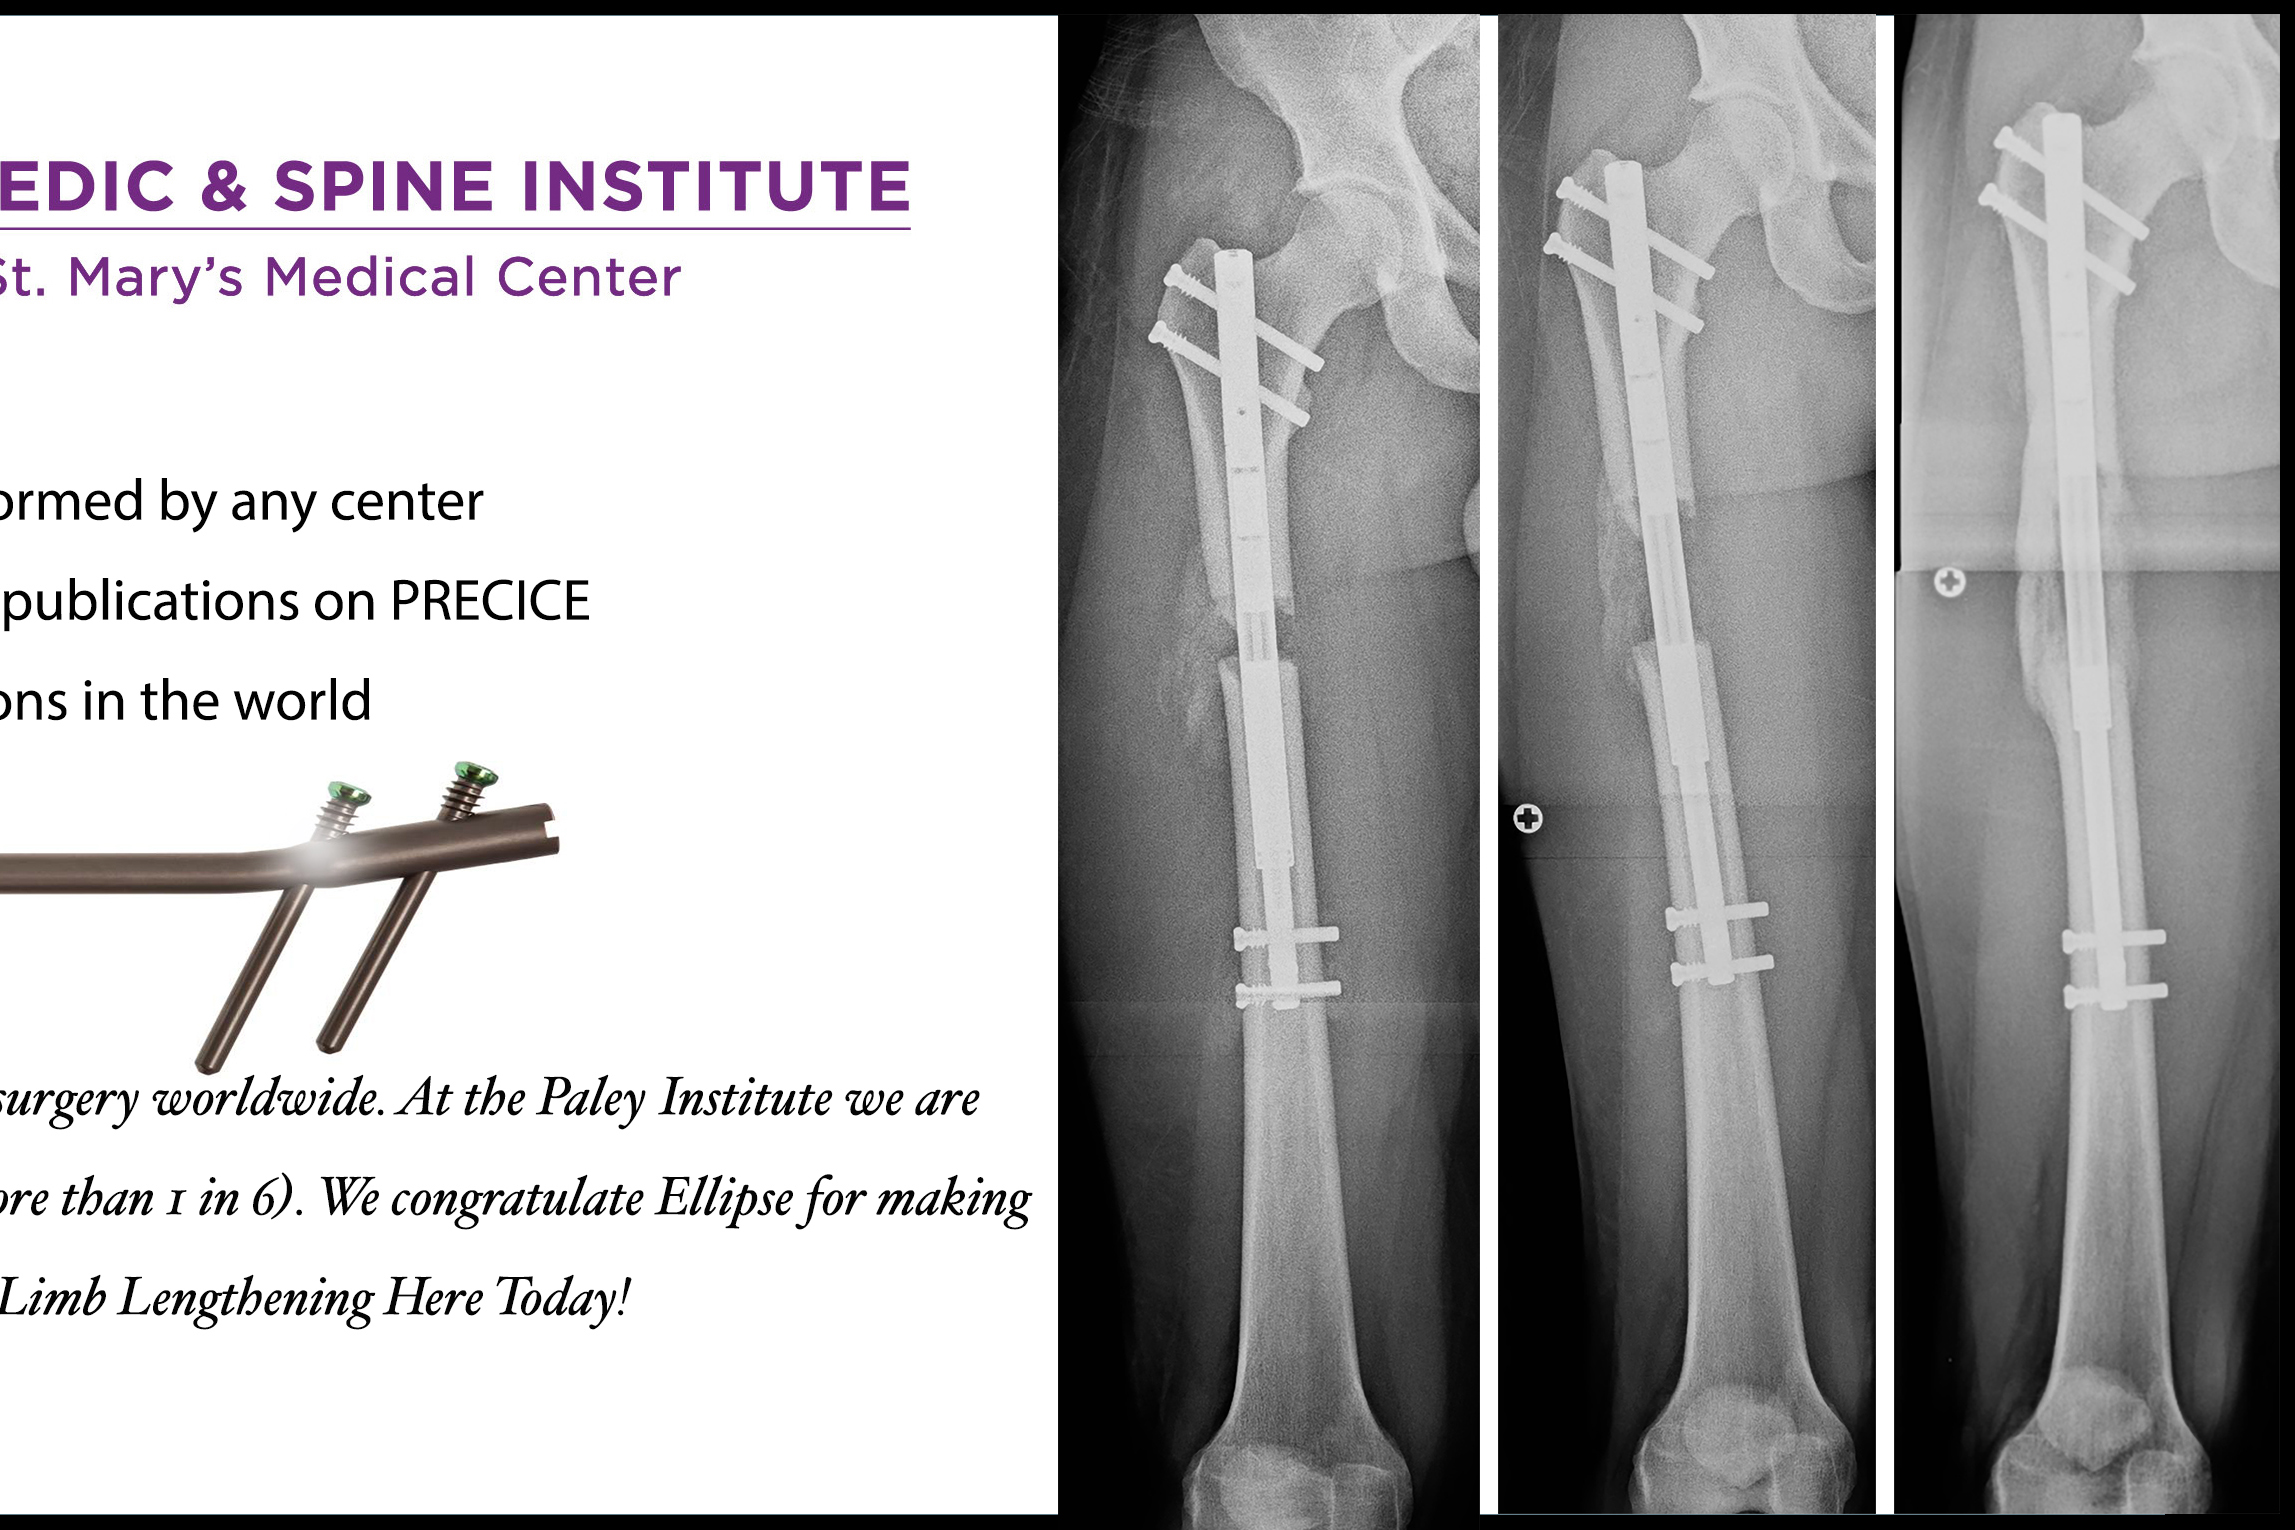 EDIC & SPINE INSTITUTE
St. Mary's Medical Center
ormed by any center
publications on PRECICE
ons in the world
surgery worldwide. At the Paley Institute we are
ore than 1 in 6). We congratulate Ellipse for making
Limb Lengthening Here Today!